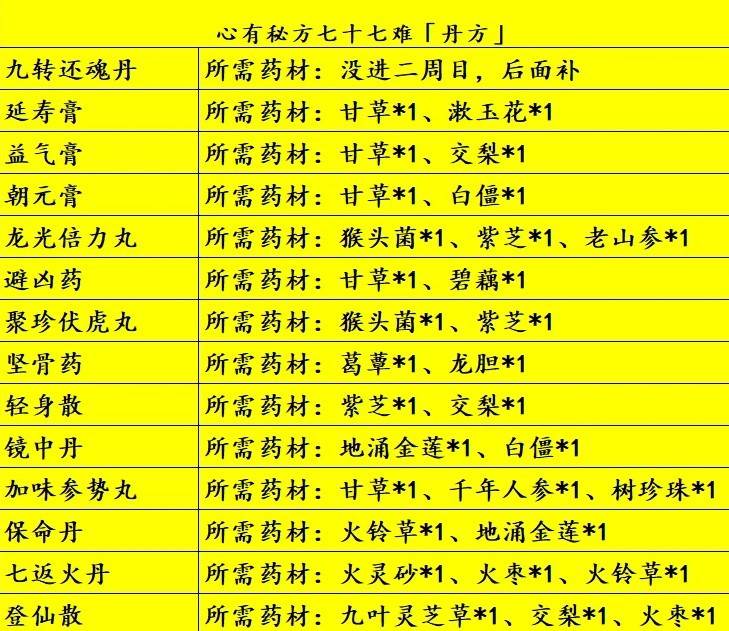 心有秘方七十七难「丹方」
九转还魂丹 所需药材：没进二周目，后面补
延寿膏 所需药材：甘草*1、漱玉花*1
益气膏 所需药材：甘草*1、交梨*1
朝元膏 所需药材：甘草*1、白僵*1
龙光倍力丸 所需药材：猴头菌*1、紫芝*1、老山参*1
避凶药 所需药材：甘草*1、碧藕*1
聚珍伏虎丸 所需药材：猴头菌*1、紫芝*1
坚骨药 所需药材：葛蕈*1、龙胆*1
轻身散 所需药材：紫芝*1、交梨*1
镜中丹 所需药材：地涌金莲*1、白僵*1
加味参势丸 所需药材：甘草*1、千年人参*1、树珍珠*1
保命丹 所需药材：火铃草*1、地涌金莲*1
七返火丹 所需药材：火灵砂*1、火枣*1、火铃草*1
登仙散 所需药材：九叶灵芝草*1、交梨*1、火枣*1